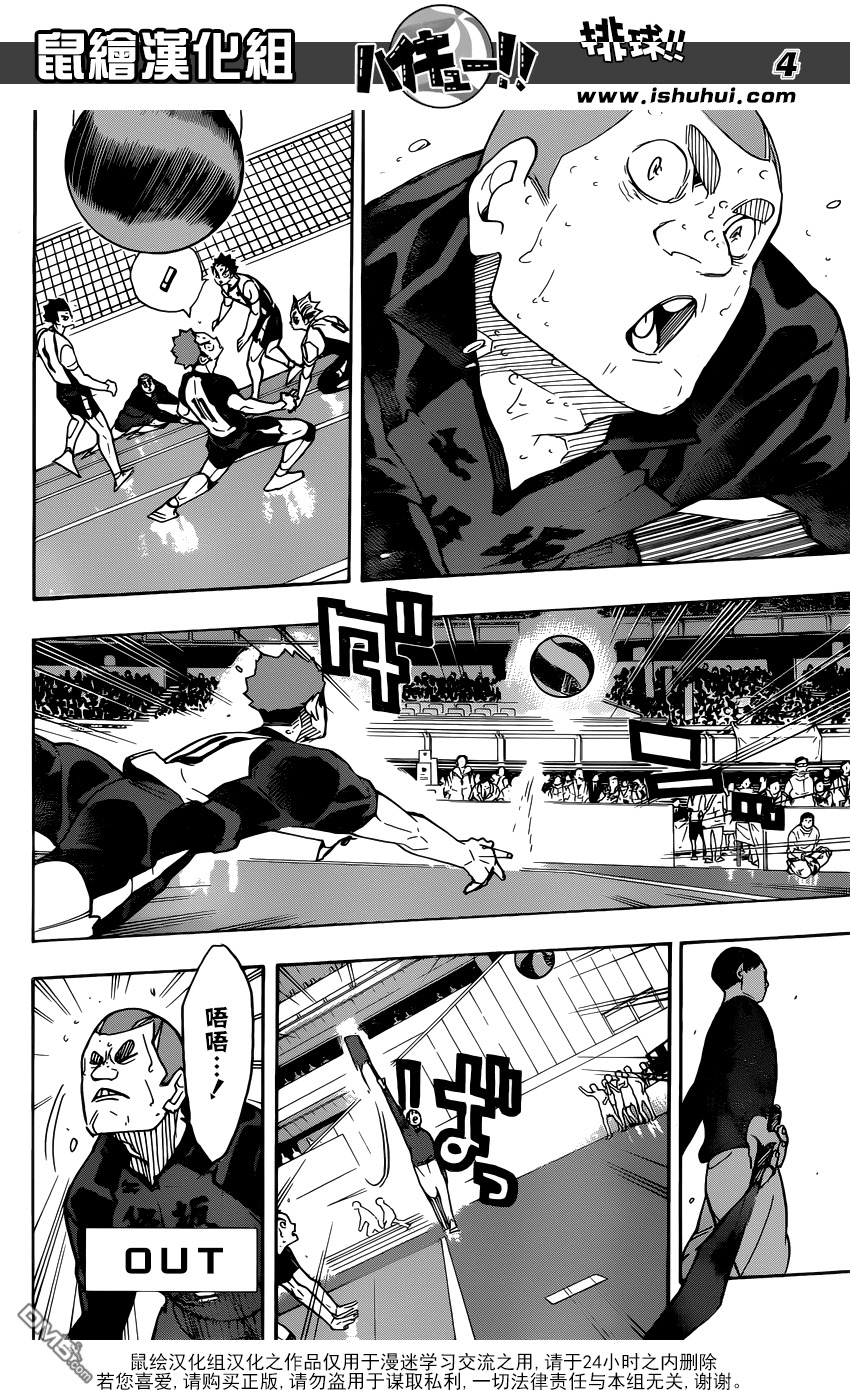 鼠繪漢化組
ハイキュー!!
排球!!
4
www.ishuhui.com
唔唔…！
OUT
鼠绘汉化组汉化之作品仅用于漫迷学习交流之用,请于24小时之内删除
若您喜爱,请购买正版,请勿盗用于谋取私利,一切法律责任与本组无关,谢谢。